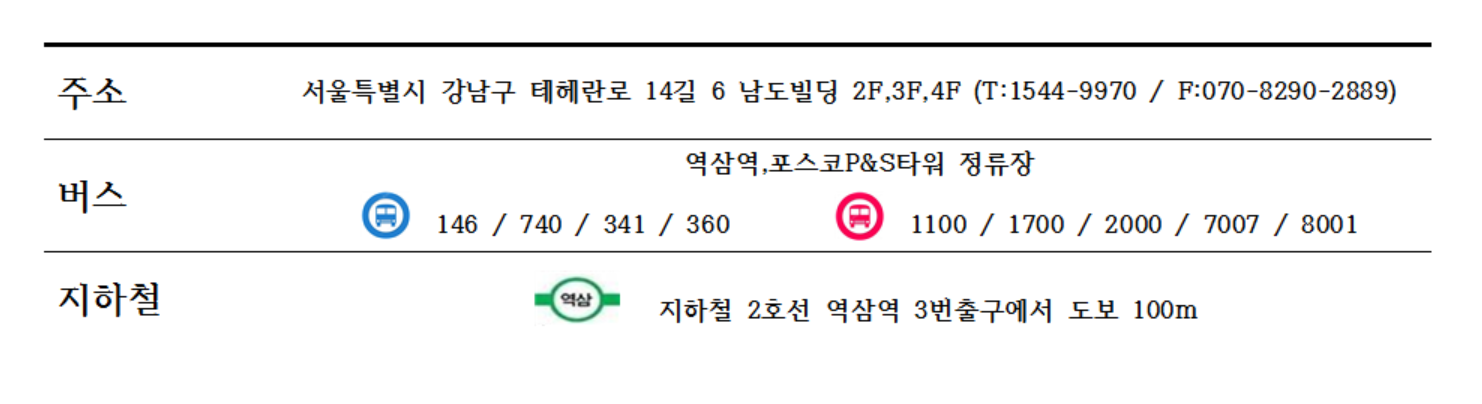 주소 서울특별시 강남구 테헤란로 14길 6 남도빌딩 2F,3F,4F (T:1544-9970 / F:070-8290-2889)
버스 역삼역,포스코P&S타워 정류장
146 / 740 / 341 / 360 1100 / 1700 / 2000 / 7007 / 8001
지하철 역삼 지하철 2호선 역삼역 3번출구에서 도보 100m